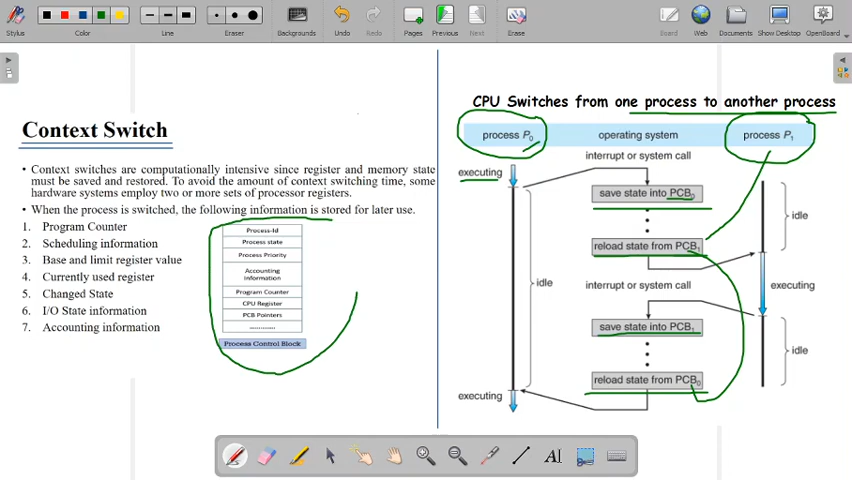 Stylus
Color
Line
Eraser
Backgrounds
Undo
Redo
Pages
Previous
Next
Erase
Board
Web
Documents
Show Desktop
OpenBoard
Context Switch
• Context switches are computationally intensive since register and memory state
must be saved and restored. To avoid the amount of context switching time, some
hardware systems employ two or more sets of processor registers.
• When the process is switched, the following information is stored for later use.
1. Program Counter
2. Scheduling information
3. Base and limit register value
4. Currently used register
5. Changed State
6. I/O State information
7. Accounting information
Process-Id
Process state
Process Priority
Accounting
Information
Program Counter
CPU Register
PCB Pointers
............
Process Control Block
CPU Switches from one process to another process
process P0
operating system
process P1
interrupt or system call
executing
save state into PCB0
idle
reload state from PCB1
idle
interrupt or system call
executing
save state into PCB1
idle
reload state from PCB0
executing